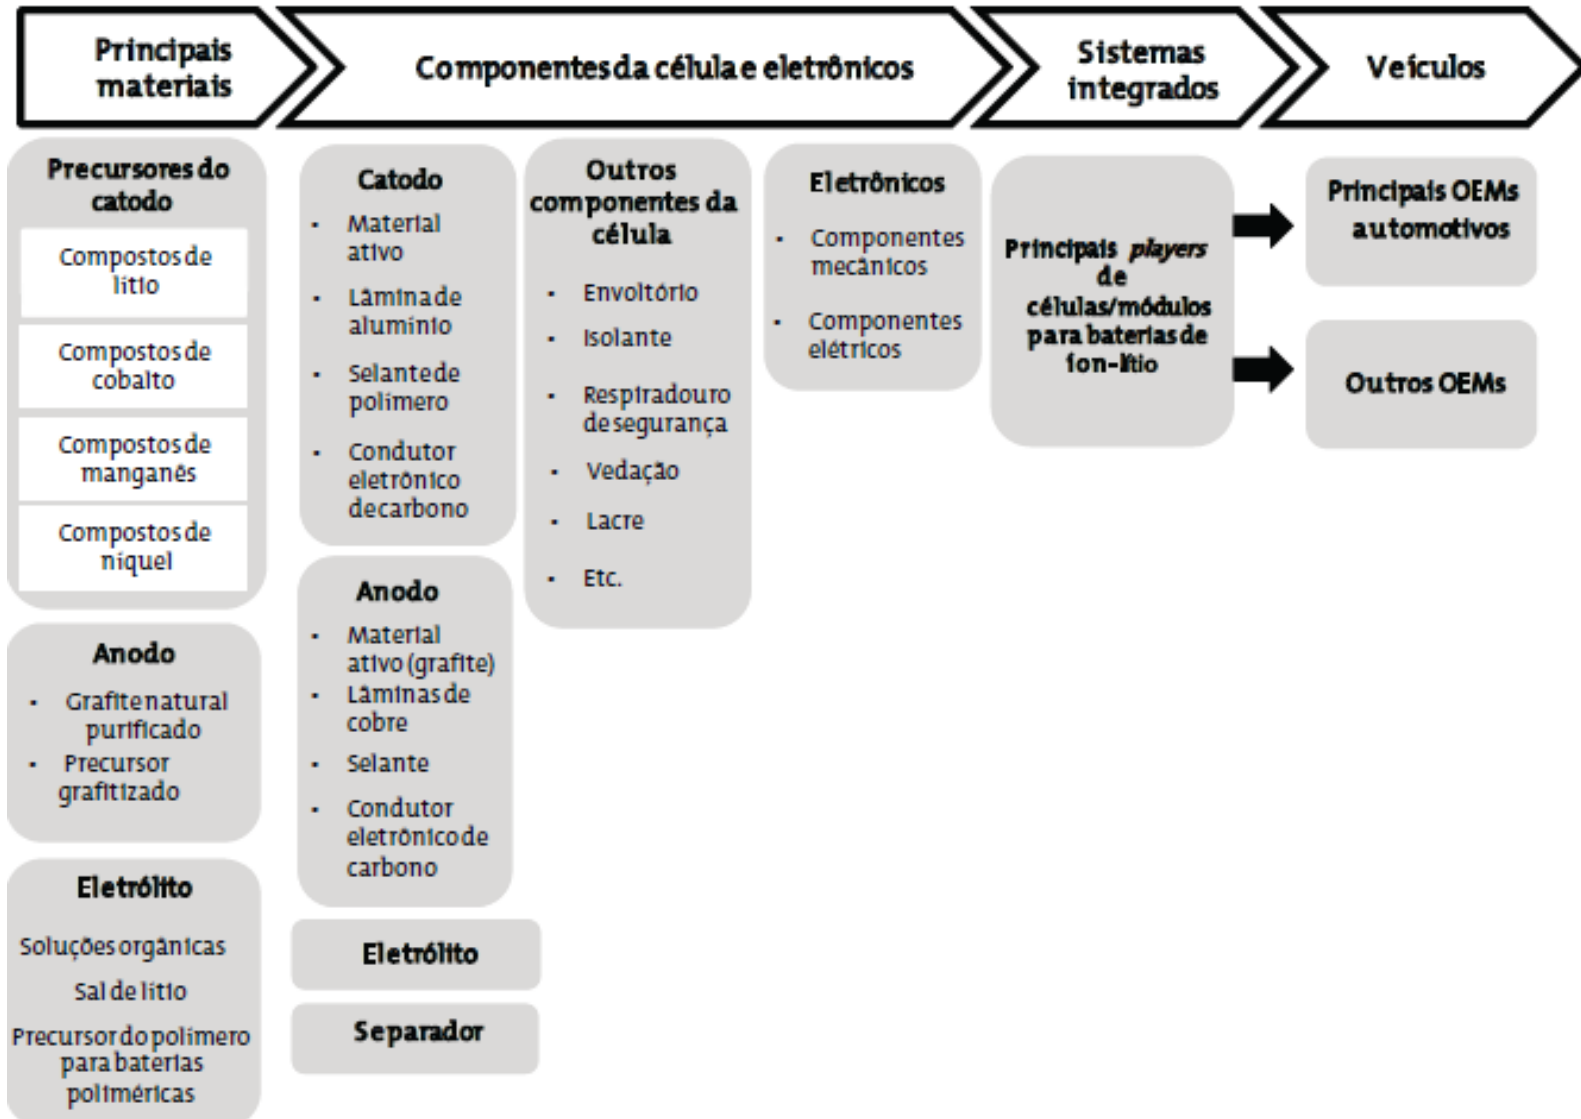 Principais
materiais
Componentes da célula e eletrônicos
Sistemas
integrados
Veículos
Precursores do
catodo
Compostos de
lítio
Compostos de
cobalto
Compostos de
manganês
Compostos de
níquel
Anodo
▪ Grafite natural
purificado
▪ Precursor
grafitizado
Eletrólito
Soluções orgânicas
Sal de lítio
Precursor do polímero
para baterias
poliméricas
Catodo
▪ Material
ativo
▪ Lâmina de
alumínio
▪ Selante de
polímero
▪ Condutor
eletrônico
de carbono
Anodo
▪ Material
ativo (grafite)
▪ Lâminas de
cobre
▪ Selante
▪ Condutor
eletrônico de
carbono
Eletrólito
Separador
Outros
componentes da
célula
▪ Envoltório
▪ Isolante
▪ Respiradouro
de segurança
▪ Vedação
▪ Lacre
▪ Etc.
Eletrônicos
▪ Componentes
mecânicos
▪ Componentes
elétricos
Principais players
de
células/módulos
para baterias de
íon-lítio
Principais OEMs
automotivos
Outros OEMs